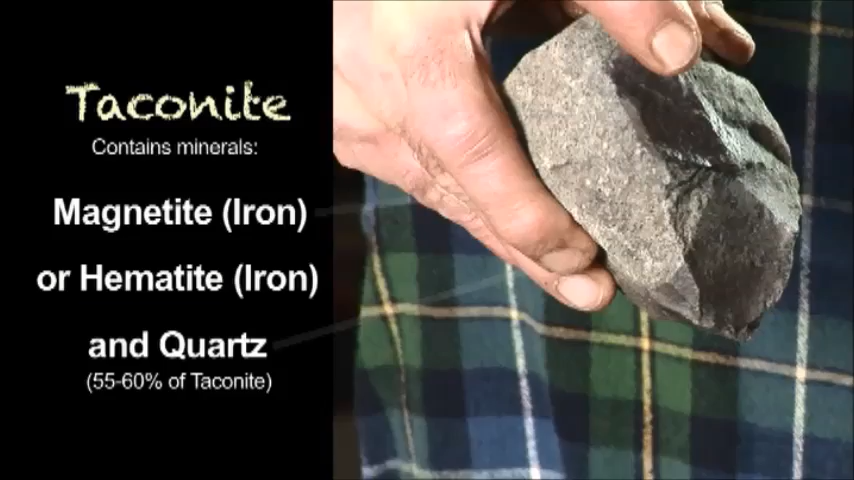 Taconite
Contains minerals:
Magnetite (Iron)
or Hematite (Iron)
and Quartz
(55-60% of Taconite)